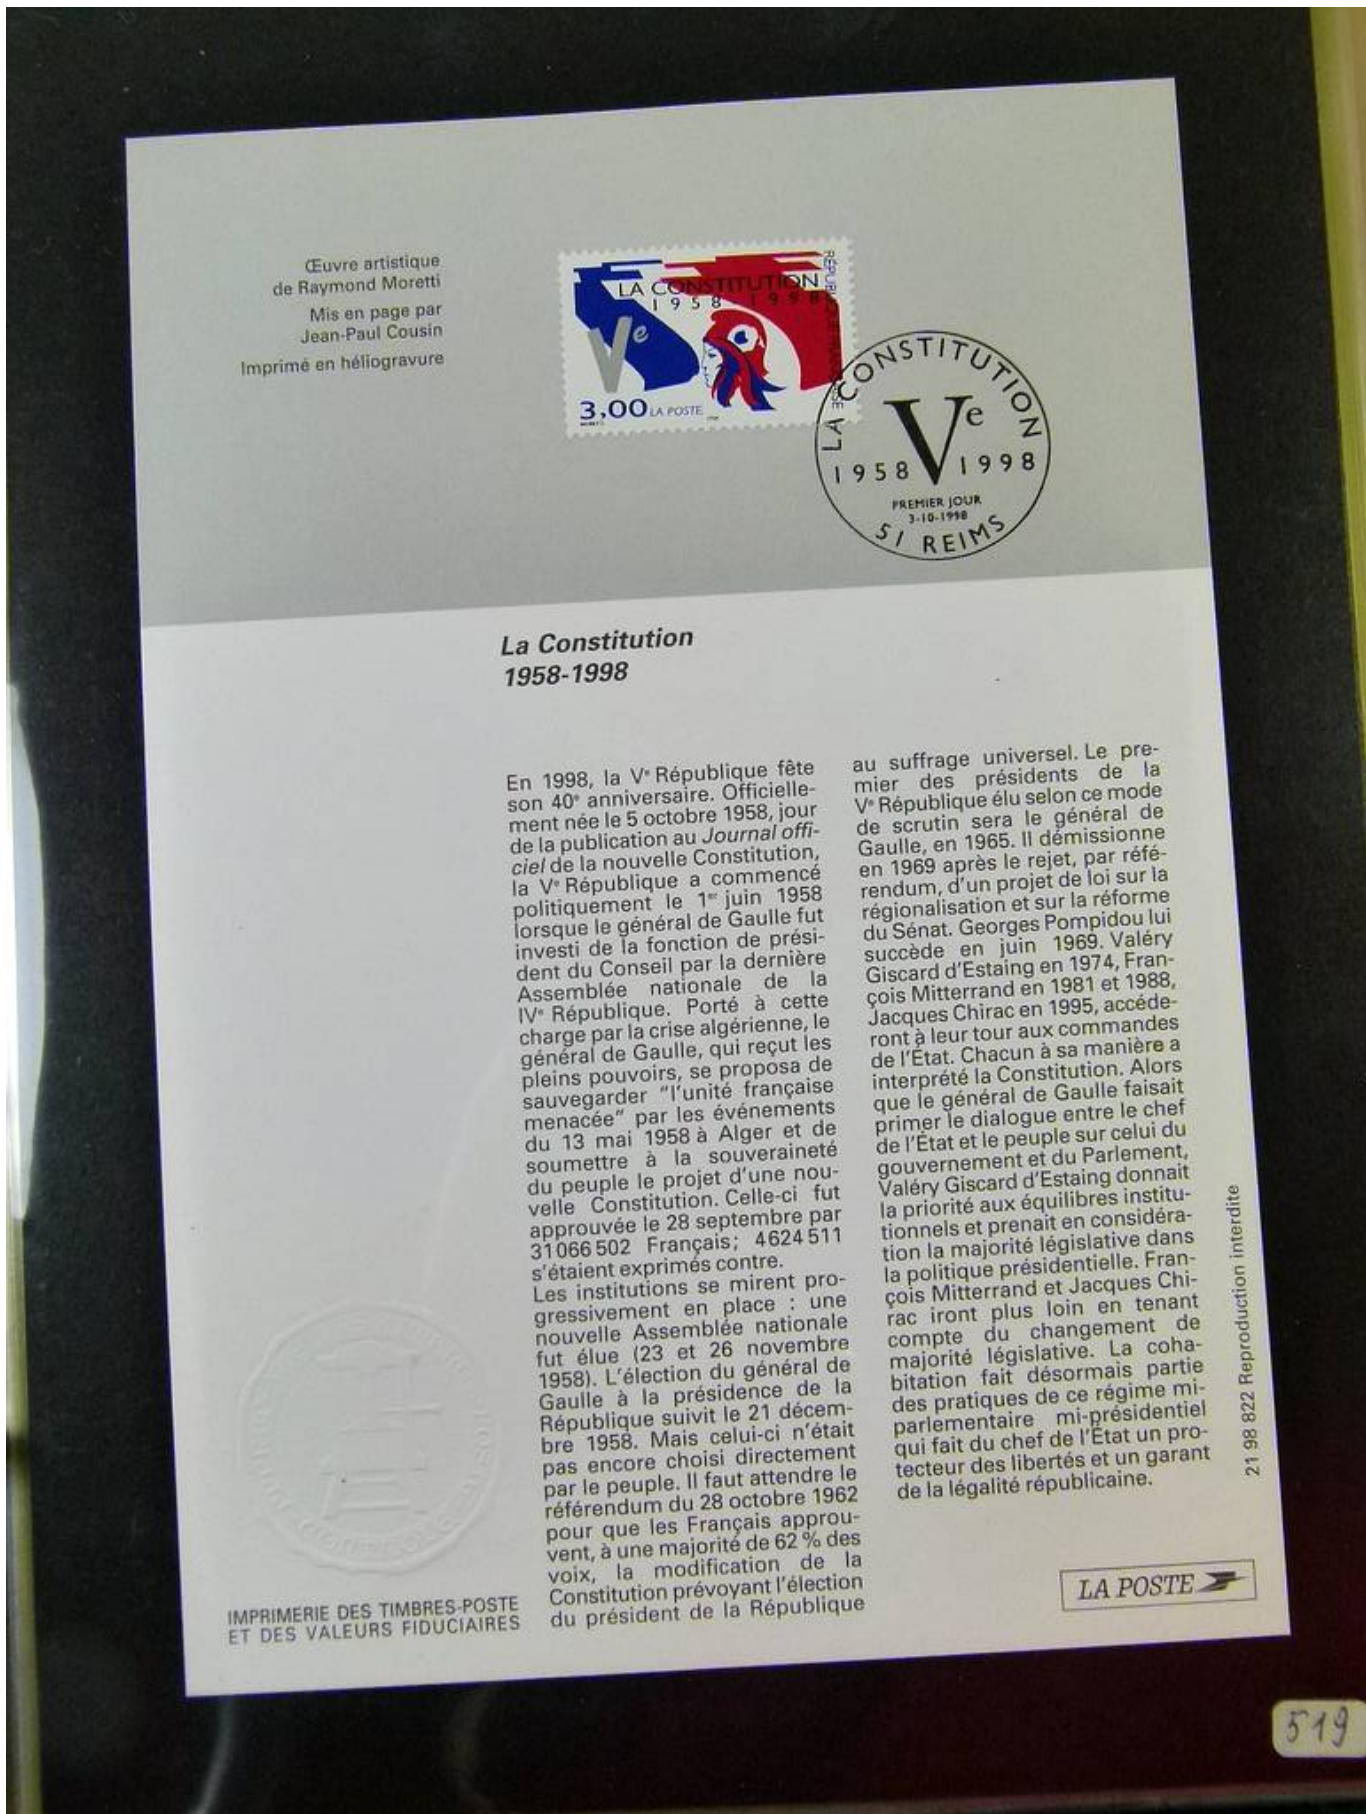 Œuvre artistique
de Raymond Moretti
Mis en page par
Jean-Paul Cousin
Imprimé en héliogravure
LA CONSTITUTION
1958 1998
RÉPUBLIQUE FRANÇAISE
Ve
3,00 LA POSTE
LA CONSTITUTION
Ve
1958 1998
PREMIER JOUR
3-10-1998
51 REIMS
La Constitution
1958-1998
En 1998, la Ve République fête
son 40e anniversaire. Officielle-
ment née le 5 octobre 1958, jour
de la publication au Journal offi-
ciel de la nouvelle Constitution,
la Ve République a commencé
politiquement le 1er juin 1958
lorsque le général de Gaulle fut
investi de la fonction de prési-
dent du Conseil par la dernière
Assemblée nationale de la
IVe République. Porté à cette
charge par la crise algérienne, le
général de Gaulle, qui reçut les
pleins pouvoirs, se proposa de
sauvegarder "l'unité française
menacée" par les événements
du 13 mai 1958 à Alger et de
soumettre à la souveraineté
du peuple le projet d'une nou-
velle Constitution. Celle-ci fut
approuvée le 28 septembre par
31 066 502 Français; 4 624 511
s'étaient exprimés contre.
Les institutions se mirent pro-
gressivement en place : une
nouvelle Assemblée nationale
fut élue (23 et 26 novembre
1958). L'élection du général de
Gaulle à la présidence de la
République suivit le 21 décem-
bre 1958. Mais celui-ci n'était
pas encore choisi directement
par le peuple. Il faut attendre le
référendum du 28 octobre 1962
pour que les Français approu-
vent, à une majorité de 62 % des
voix, la modification de la
Constitution prévoyant l'élection
du président de la République
au suffrage universel. Le pre-
mier des présidents de la
Ve République élu selon ce mode
de scrutin sera le général de
Gaulle, en 1965. Il démissionne
en 1969 après le rejet, par réfé-
rendum, d'un projet de loi sur la
régionalisation et sur la réforme
du Sénat. Georges Pompidou lui
succède en juin 1969. Valéry
Giscard d'Estaing en 1974, Fran-
çois Mitterrand en 1981 et 1988,
Jacques Chirac en 1995, accéde-
ront à leur tour aux commandes
de l'État. Chacun à sa manière a
interprété la Constitution. Alors
que le général de Gaulle faisait
primer le dialogue entre le chef
de l'État et le peuple sur celui du
gouvernement et du Parlement,
Valéry Giscard d'Estaing donnait
la priorité aux équilibres institu-
tionnels et prenait en considéra-
tion la majorité législative dans
la politique présidentielle. Fran-
çois Mitterrand et Jacques Chi-
rac iront plus loin en tenant
compte du changement de
majorité législative. La coha-
bitation fait désormais partie
des pratiques de ce régime mi-
parlementaire mi-présidentiel
qui fait du chef de l'État un pro-
tecteur des libertés et un garant
de la légalité républicaine.
21 98 822 Reproduction interdite
IMPRIMERIE DES TIMBRES-POSTE
ET DES VALEURS FIDUCIAIRES
LA POSTE
519